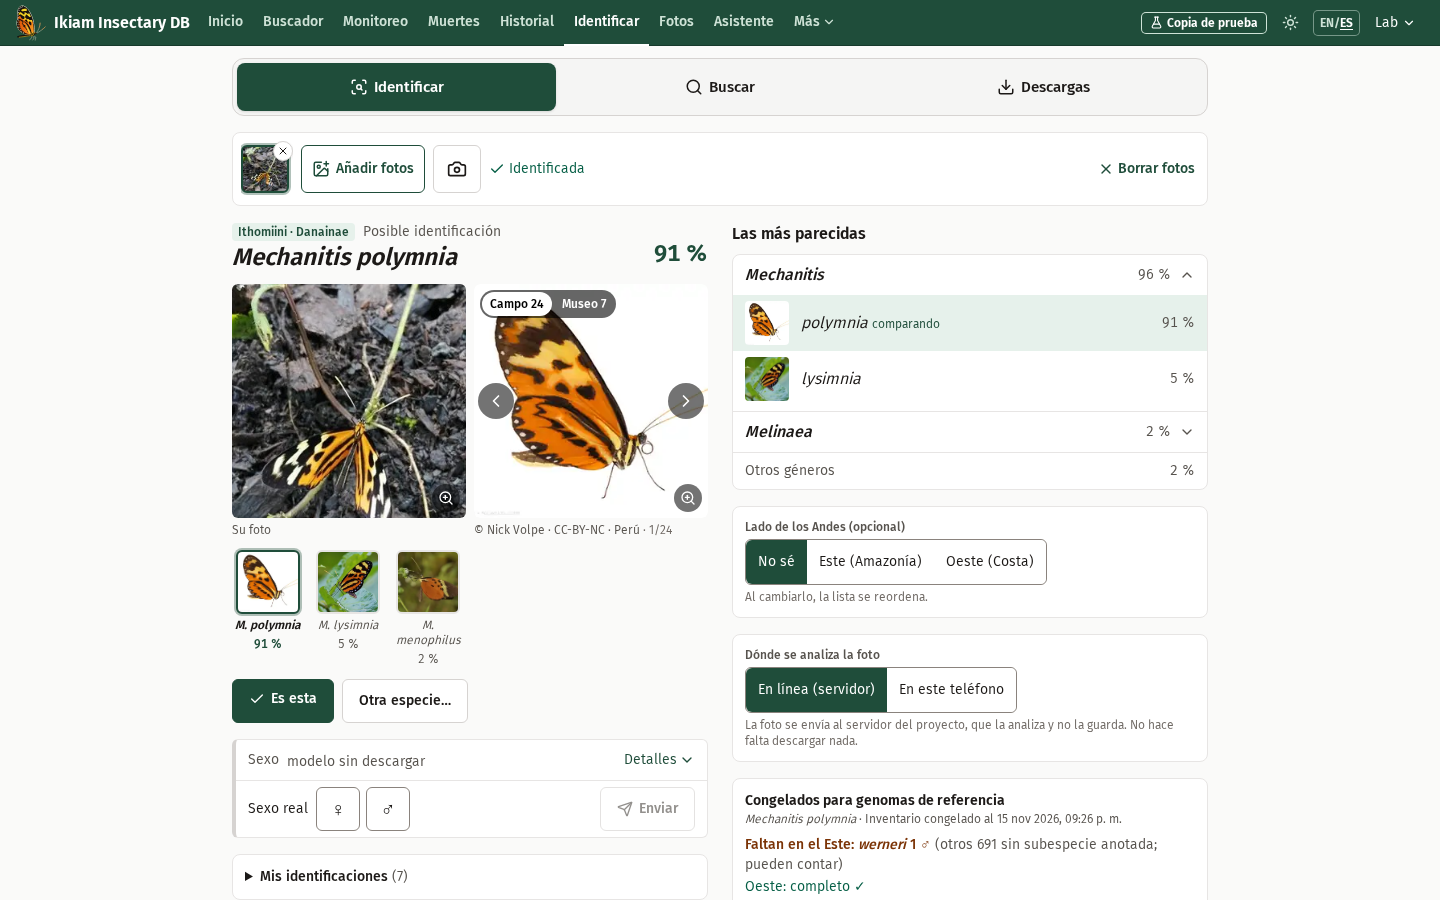 Ikiam Insectary DB
Inicio
Buscador
Monitoreo
Muertes
Historial
Identificar
Fotos
Asistente
Más
Copia de prueba
EN/ES
Lab
Identificar
Buscar
Descargas
Añadir fotos
Identificada
Borrar fotos
Ithomiini · Danainae
Posible identificación
Mechanitis polymnia
91 %
Campo 24
Museo 7
Su foto
© Nick Volpe · CC-BY-NC · Perú · 1/24
M. polymnia
91 %
M. lysimnia
5 %
M.
menophilus
2 %
Es esta
Otra especie...
Sexo modelo sin descargar
Detalles
Sexo real
♀
♂
Enviar
Mis identificaciones (7)
Las más parecidas
Mechanitis
96 %
polymnia comparando
91 %
lysimnia
5 %
Melinaea
2 %
Otros géneros
2 %
Lado de los Andes (opcional)
No sé
Este (Amazonía)
Oeste (Costa)
Al cambiarlo, la lista se reordena.
Dónde se analiza la foto
En línea (servidor)
En este teléfono
La foto se envía al servidor del proyecto, que la analiza y no la guarda. No hace
falta descargar nada.
Congelados para genomas de referencia
Mechanitis polymnia · Inventario congelado al 15 nov 2026, 09:26 p. m.
Faltan en el Este: werneri 1 ♂ (otros 691 sin subespecie anotada;
pueden contar)
Oeste: completo ✓